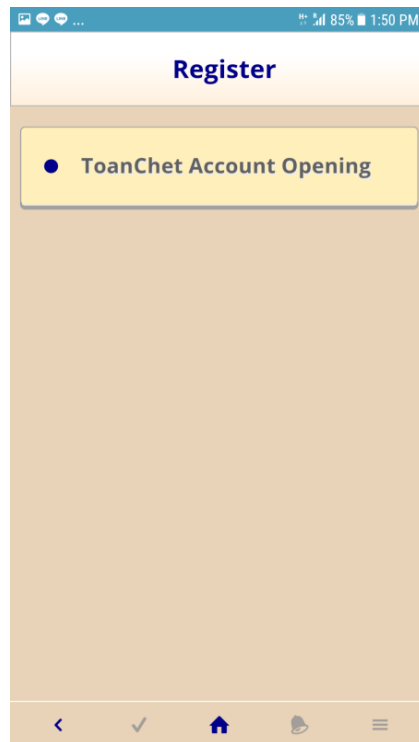 ... H+ R 85% 1:50 PM
Register
ToanChet Account Opening